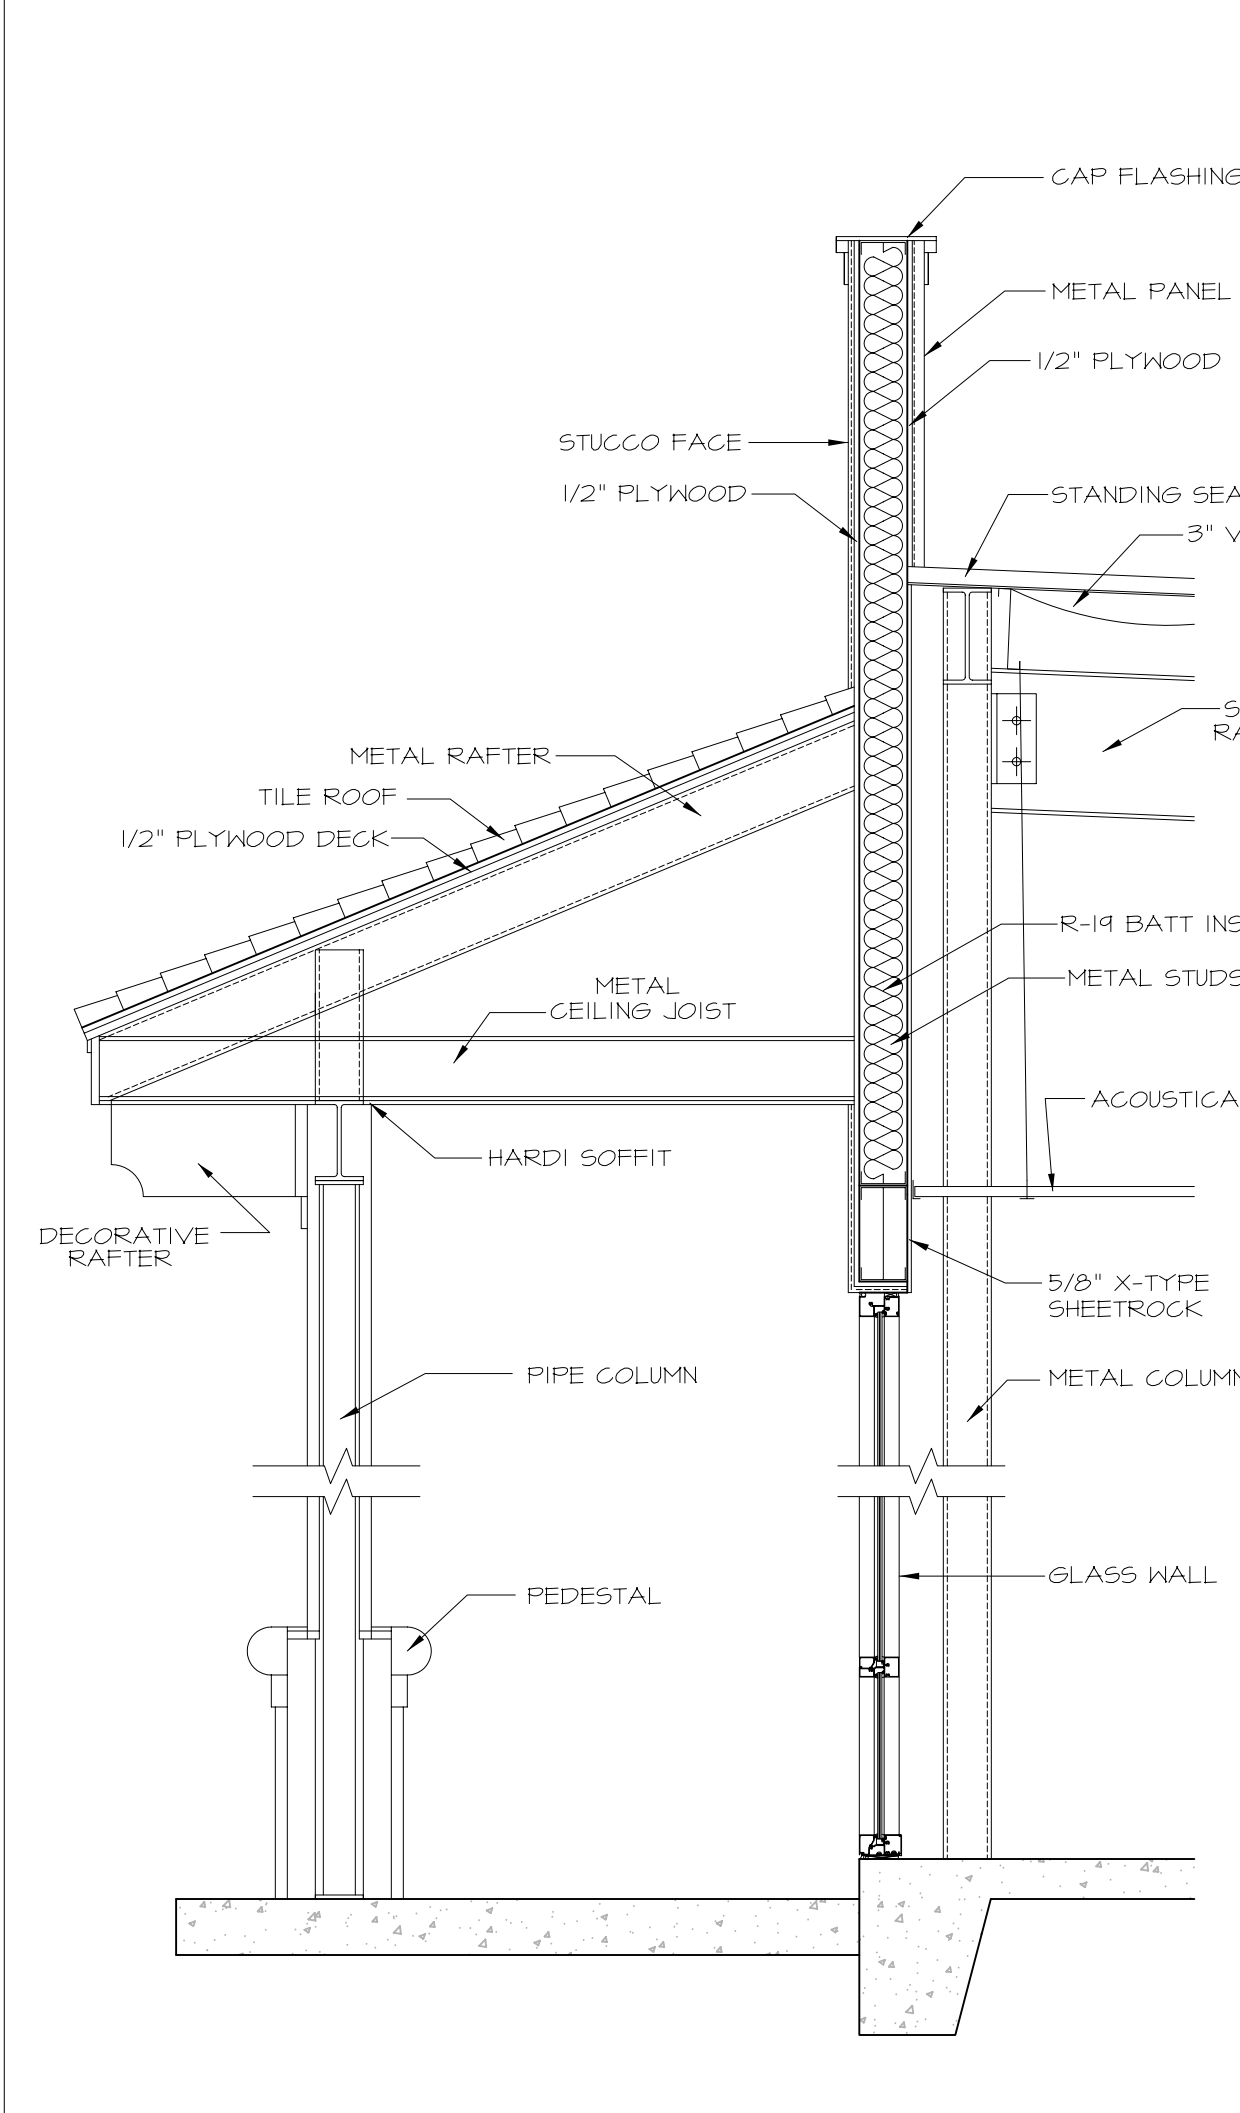 CAP FLASHING
METAL PANEL
1/2" PLYWOOD
STUCCO FACE
1/2" PLYWOOD
STANDING SEA
3" V
METAL RAFTER
TILE ROOF
1/2" PLYWOOD DECK
S
RA
R-19 BATT INS
METAL STUDS
METAL
CEILING JOIST
ACOUSTICA
HARDI SOFFIT
DECORATIVE
RAFTER
5/8" X-TYPE
SHEETROCK
PIPE COLUMN
METAL COLUMN
GLASS WALL
PEDESTAL